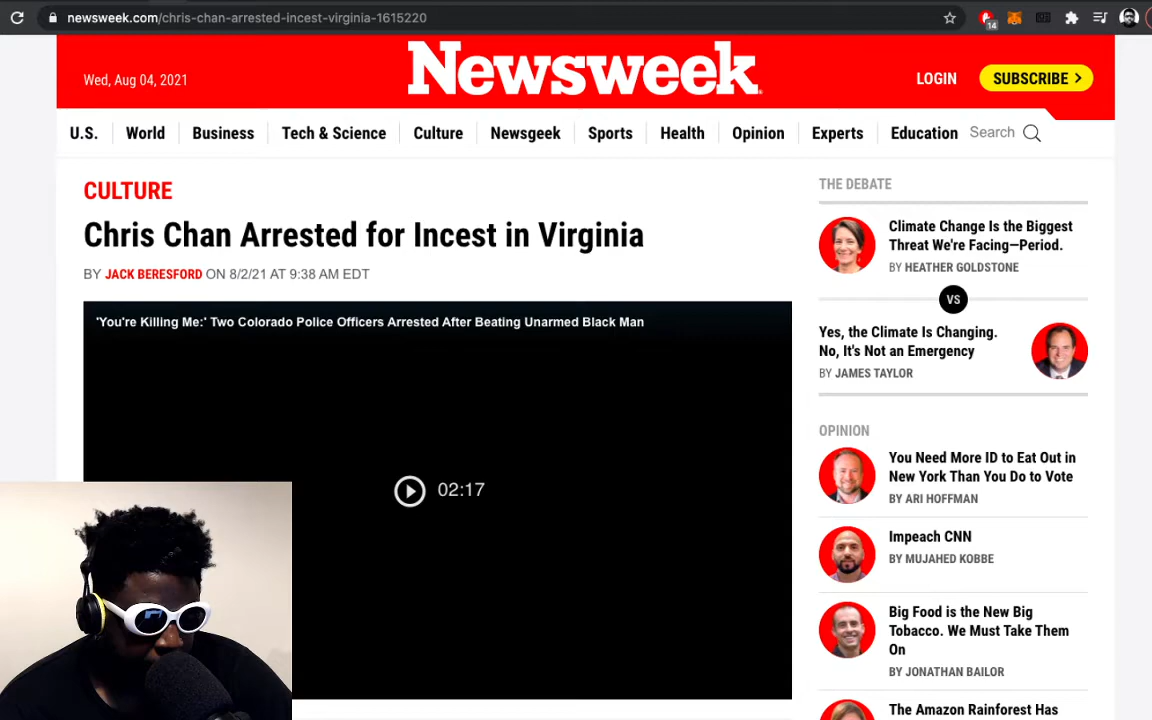 newsweek.com/chris-chan-arrested-incest-virginia-1615220
14
Wed, Aug 04, 2021
Newsweek
LOGIN
SUBSCRIBE >
U.S. World Business Tech & Science Culture Newsgeek Sports Health Opinion Experts Education Search
CULTURE
Chris Chan Arrested for Incest in Virginia
BY JACK BERESFORD ON 8/2/21 AT 9:38 AM EDT
'You're Killing Me:' Two Colorado Police Officers Arrested After Beating Unarmed Black Man
02:17
THE DEBATE
Climate Change Is the Biggest
Threat We're Facing—Period.
BY HEATHER GOLDSTONE
VS
Yes, the Climate Is Changing.
No, It's Not an Emergency
BY JAMES TAYLOR
OPINION
You Need More ID to Eat Out in
New York Than You Do to Vote
BY ARI HOFFMAN
Impeach CNN
BY MUJAHED KOBBE
Big Food is the New Big
Tobacco. We Must Take Them
On
BY JONATHAN BAILOR
The Amazon Rainforest Has